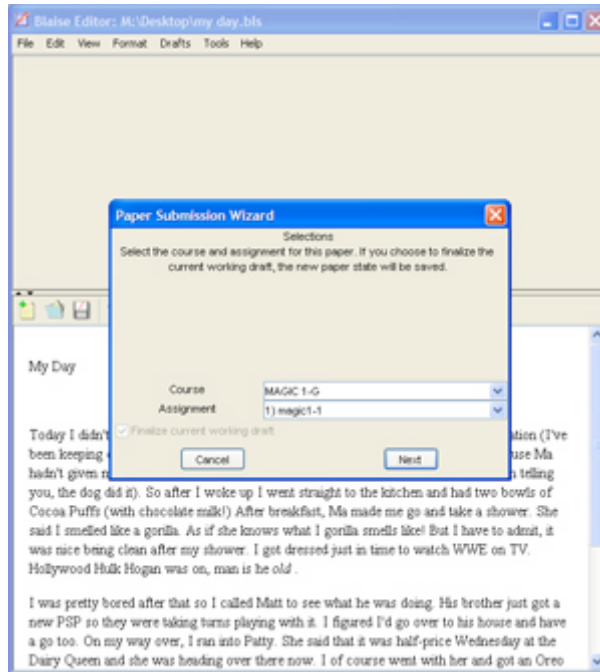 Blaise Editor: M:\Desktop\my day.bls
File Edit View Format Drafts Tools Help
Paper Submission Wizard
Selections
Select the course and assignment for this paper. If you choose to finalize the
current working draft, the new paper state will be saved.
Course MAGIC 1-G
Assignment 1) magic1-1
Finalize current working draft
Cancel Next
My Day
Today I didn't ation (I've
been keeping use Ma
hadn't given n telling
you, the dog did it). So after I woke up I went straight to the kitchen and had two bowls of
Cocoa Puffs (with chocolate milk!) After breakfast, Ma made me go and take a shower. She
said I smelled like a gorilla. As if she knows what I gorilla smells like! But I have to admit, it
was nice being clean after my shower. I got dressed just in time to watch WWE on TV.
Hollywood Hulk Hogan was on, man is he old .
I was pretty bored after that so I called Matt to see what he was doing. His brother just got a
new PSP so they were taking turns playing with it. I figured I'd go over to his house and have
a go too. On my way over, I ran into Patty. She said that it was half-price Wednesday at the
Dairy Queen and she was heading over there now. I of course went with her and got an Oreo